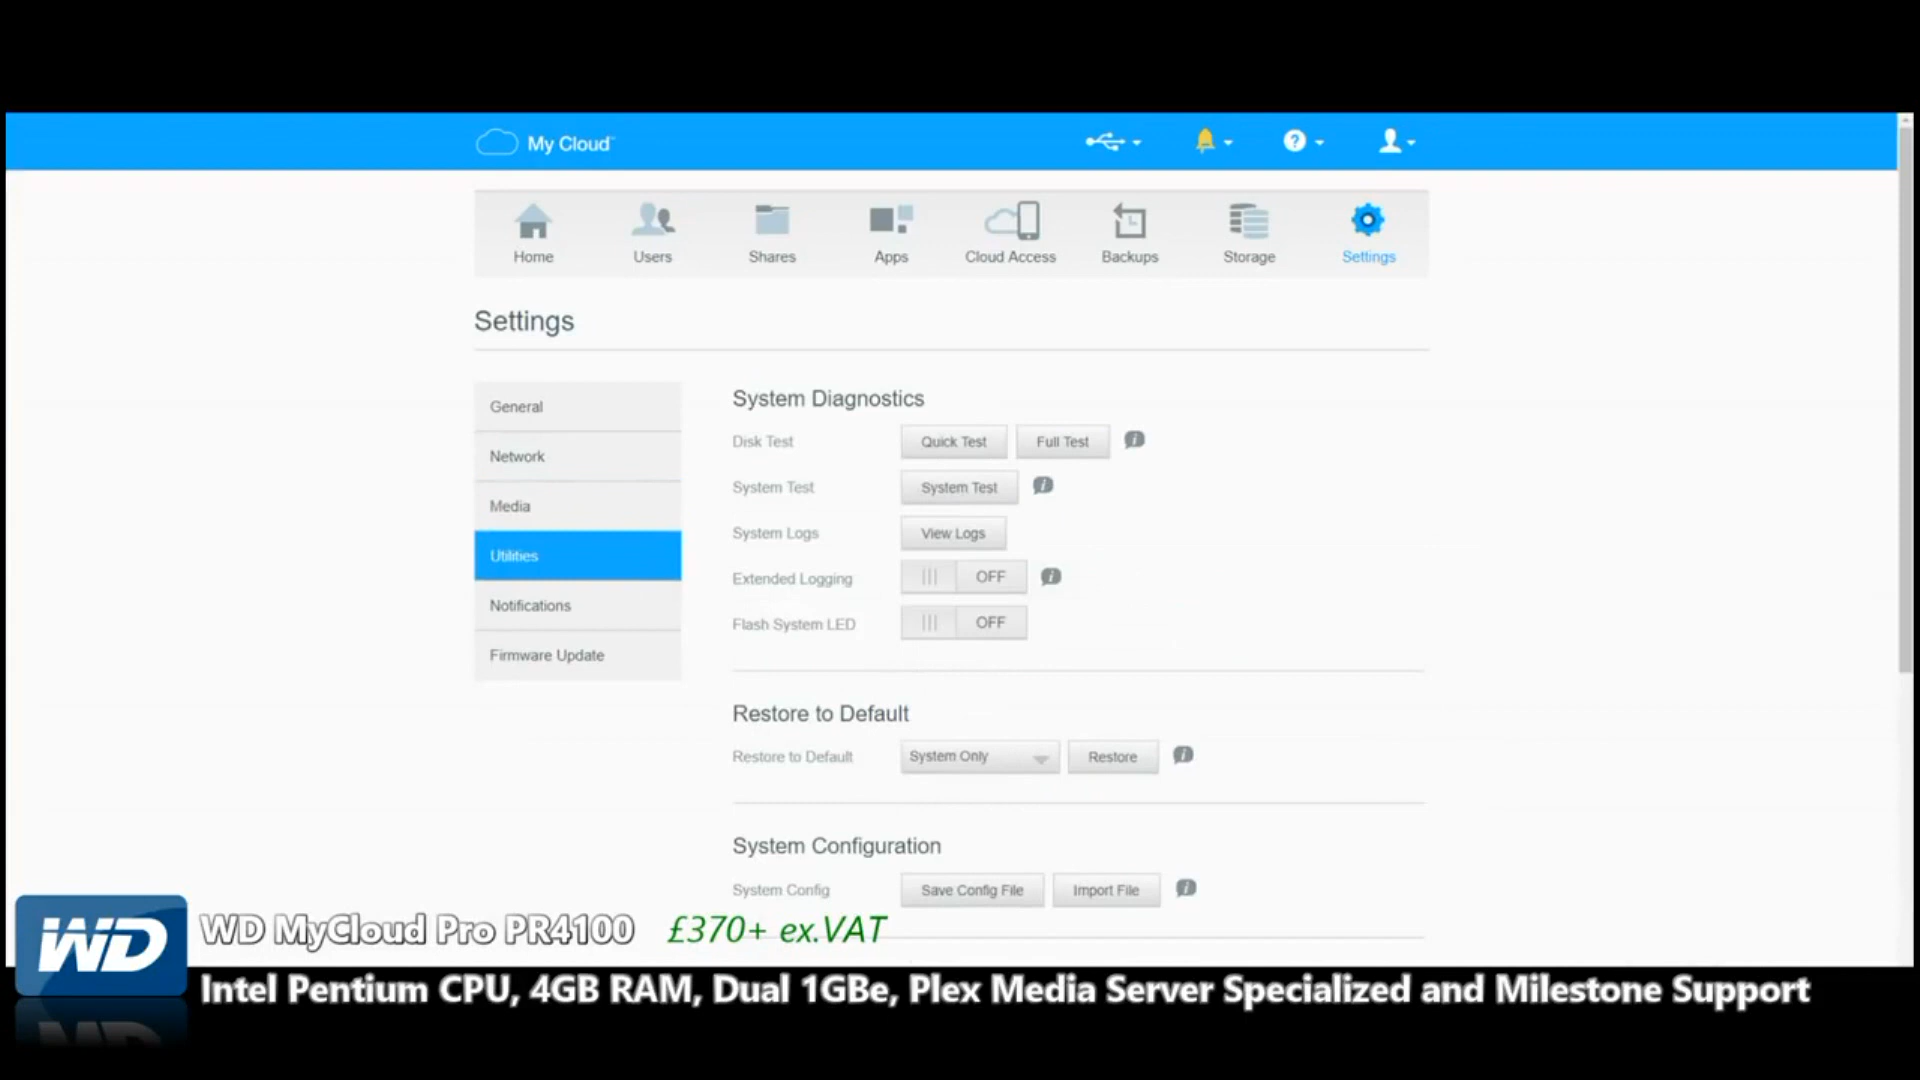 My Cloud
Home Users Shares Apps Cloud Access Backups Storage Settings
Settings
General
Network
Media
Utilities
Notifications
Firmware Update
System Diagnostics
Disk Test Quick Test Full Test
System Test System Test
System Logs View Logs
Extended Logging OFF
Flash System LED OFF
Restore to Default
Restore to Default System Only Restore
System Configuration
System Config Save Config File Import File
WD WD MyCloud Pro PR4100 £370+ ex.VAT
Intel Pentium CPU, 4GB RAM, Dual 1GBe, Plex Media Server Specialized and Milestone Support